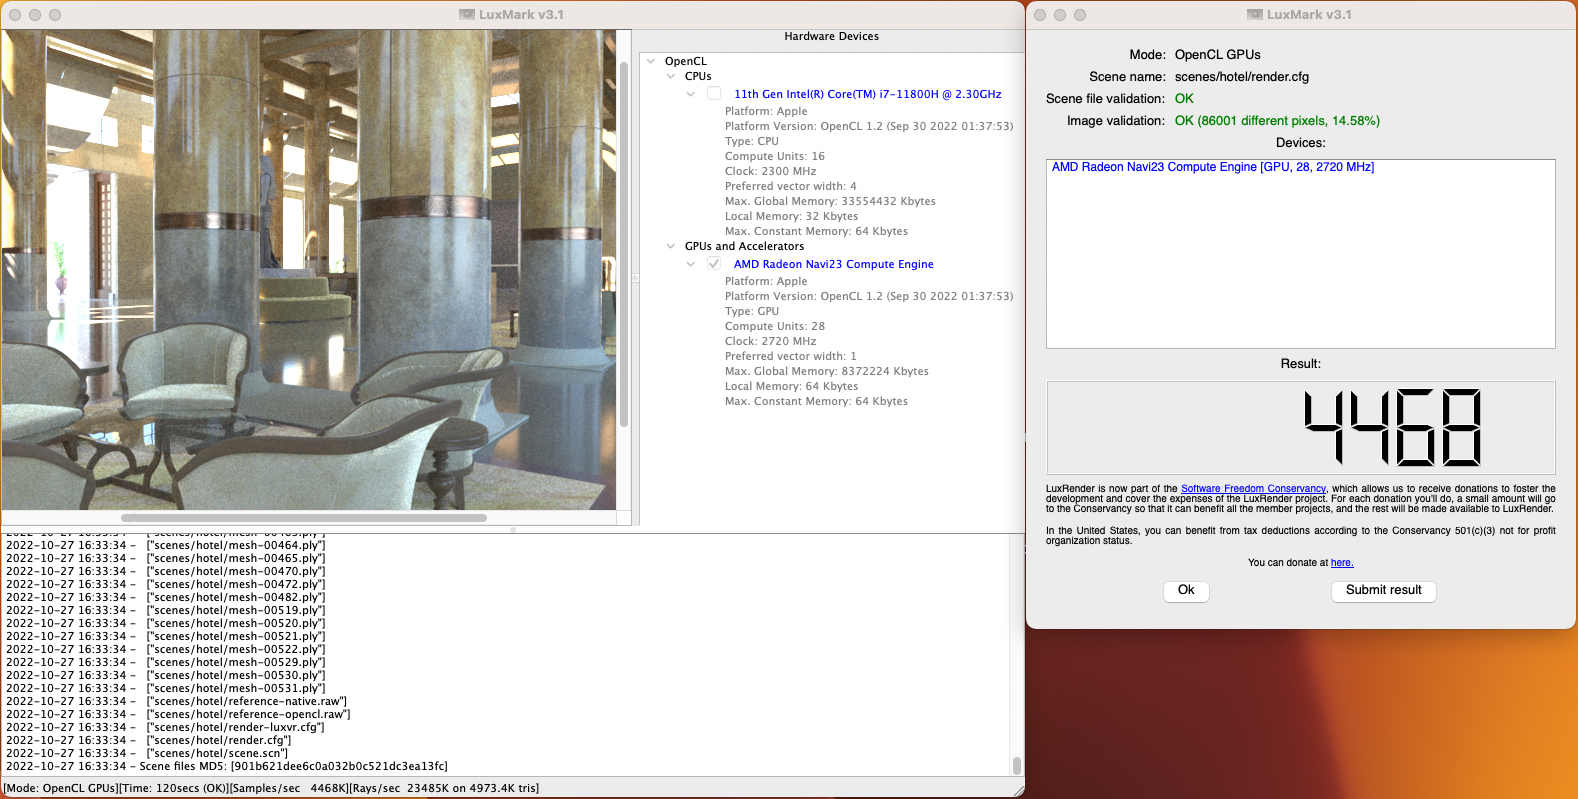 LuxMark v3.1
Hardware Devices
OpenCL
CPUs
11th Gen Intel(R) Core(TM) i7-11800H @ 2.30GHz
Platform: Apple
Platform Version: OpenCL 1.2 (Sep 30 2022 01:37:53)
Type: CPU
Compute Units: 16
Clock: 2300 MHz
Preferred vector width: 4
Max. Global Memory: 33554432 Kbytes
Local Memory: 32 Kbytes
Max. Constant Memory: 64 Kbytes
GPUs and Accelerators
AMD Radeon Navi23 Compute Engine
Platform: Apple
Platform Version: OpenCL 1.2 (Sep 30 2022 01:37:53)
Type: GPU
Compute Units: 28
Clock: 2720 MHz
Preferred vector width: 1
Max. Global Memory: 8372224 Kbytes
Local Memory: 64 Kbytes
Max. Constant Memory: 64 Kbytes
2022-10-27 16:33:34 - ["scenes/hotel/mesh-00464.ply"]
2022-10-27 16:33:34 - ["scenes/hotel/mesh-00465.ply"]
2022-10-27 16:33:34 - ["scenes/hotel/mesh-00470.ply"]
2022-10-27 16:33:34 - ["scenes/hotel/mesh-00472.ply"]
2022-10-27 16:33:34 - ["scenes/hotel/mesh-00482.ply"]
2022-10-27 16:33:34 - ["scenes/hotel/mesh-00519.ply"]
2022-10-27 16:33:34 - ["scenes/hotel/mesh-00520.ply"]
2022-10-27 16:33:34 - ["scenes/hotel/mesh-00521.ply"]
2022-10-27 16:33:34 - ["scenes/hotel/mesh-00522.ply"]
2022-10-27 16:33:34 - ["scenes/hotel/mesh-00529.ply"]
2022-10-27 16:33:34 - ["scenes/hotel/mesh-00530.ply"]
2022-10-27 16:33:34 - ["scenes/hotel/mesh-00531.ply"]
2022-10-27 16:33:34 - ["scenes/hotel/reference-native.raw"]
2022-10-27 16:33:34 - ["scenes/hotel/reference-opencl.raw"]
2022-10-27 16:33:34 - ["scenes/hotel/render-luxvr.cfg"]
2022-10-27 16:33:34 - ["scenes/hotel/render.cfg"]
2022-10-27 16:33:34 - ["scenes/hotel/scene.scn"]
2022-10-27 16:33:34 - Scene files MD5: [901b621dee6c0a032b0c521dc3ea13fc]
[Mode: OpenCL GPUs][Time: 120secs (OK)][Samples/sec 4468K][Rays/sec 23485K on 4973.4K tris]
LuxMark v3.1
Mode: OpenCL GPUs
Scene name: scenes/hotel/render.cfg
Scene file validation: OK
Image validation: OK (86001 different pixels, 14.58%)
Devices:
AMD Radeon Navi23 Compute Engine [GPU, 28, 2720 MHz]
Result:
4468
LuxRender is now part of the Software Freedom Conservancy, which allows us to receive donations to foster the
development and cover the expenses of the LuxRender project. For each donation you'll do, a small amount will go
to the Conservancy so that it can benefit all the member projects, and the rest will be made available to LuxRender.
In the United States, you can benefit from tax deductions according to the Conservancy 501(c)(3) not for profit
organization status.
You can donate at here.
Ok
Submit result